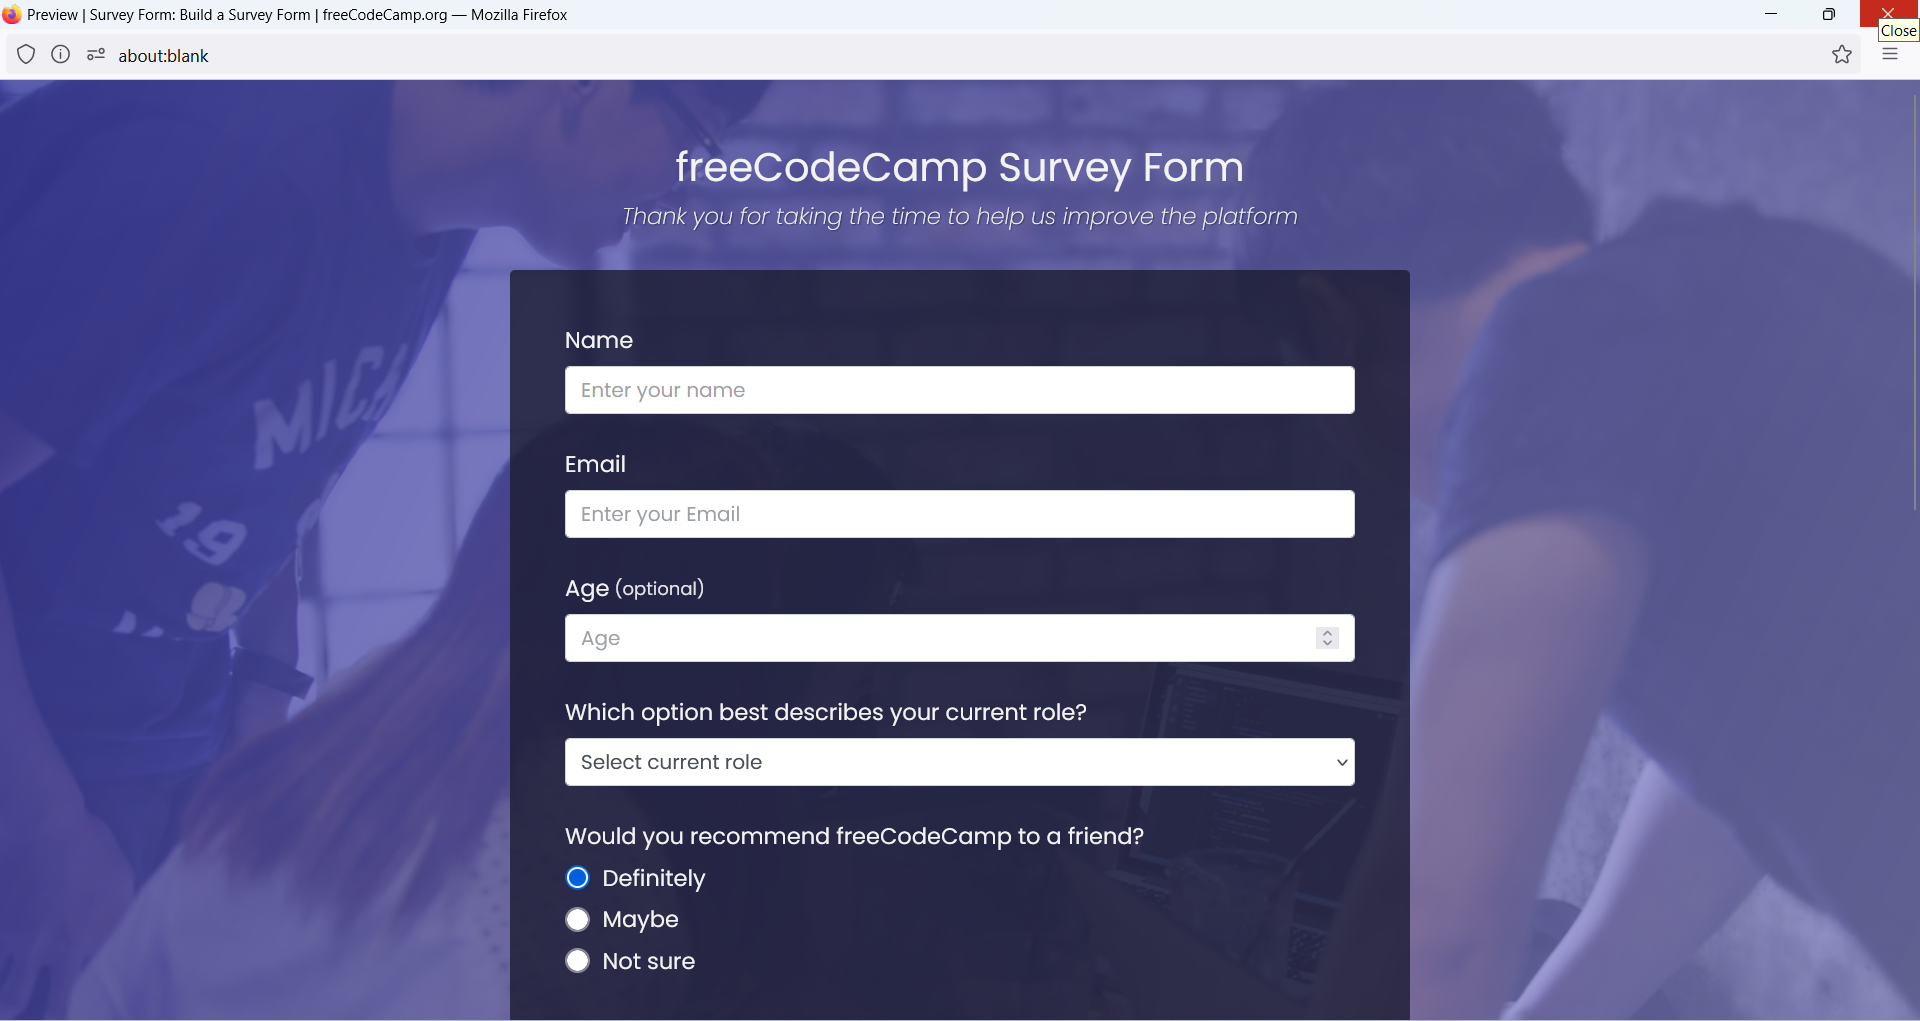 Preview | Survey Form: Build a Survey Form | freeCodeCamp.org — Mozilla Firefox
Close
about:blank
freeCodeCamp Survey Form
Thank you for taking the time to help us improve the platform
MICH
19
Name
Enter your name
Email
Enter your Email
Age (optional)
Age
Which option best describes your current role?
Select current role
Would you recommend freeCodeCamp to a friend?
Definitely
Maybe
Not sure